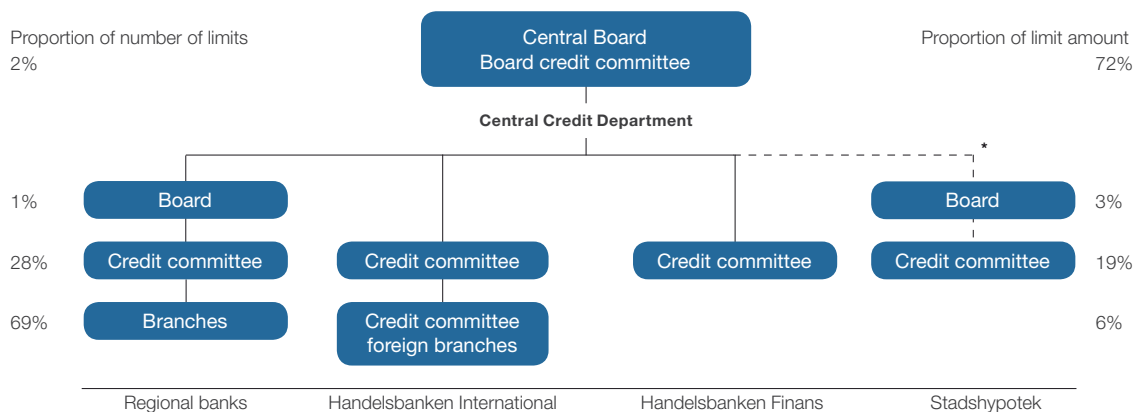 Proportion of number of limits
2%
Central Board
Board credit committee
Proportion of limit amount
72%
Central Credit Department
*
1%
Board
Board
3%
28%
Credit committee
Credit committee
Credit committee
Credit committee
19%
69%
Branches
Credit committee
foreign branches
6%
Regional banks
Handelsbanken International
Handelsbanken Finans
Stadshypotek